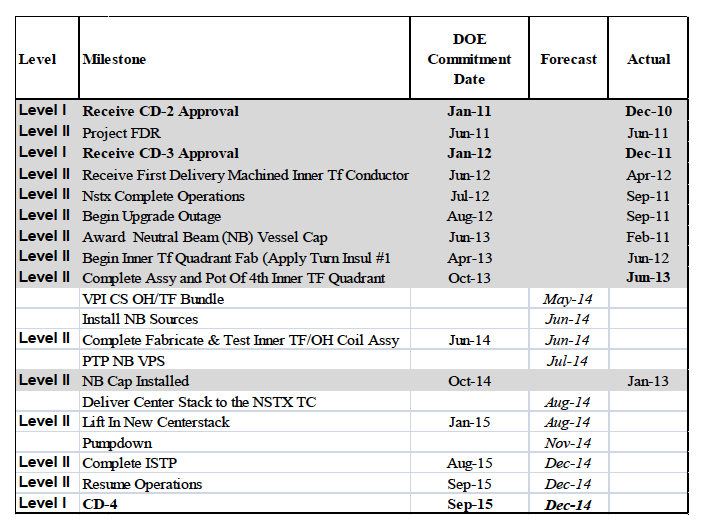 Level Milestone DOE Commitment Date Forecast Actual
Level I Receive CD-2 Approval Jan-11 Dec-10
Level II Project FDR Jun-11 Jun-11
Level I Receive CD-3 Approval Jan-12 Dec-11
Level II Receive First Delivery Machined Inner Tf Conductor Jun-12 Apr-12
Level II Nstx Complete Operations Jul-12 Sep-11
Level II Begin Upgrade Outage Aug-12 Sep-11
Level II Award Neutral Beam (NB) Vessel Cap Jun-13 Feb-11
Level II Begin Inner Tf Quadrant Fab (Apply Turn Insul #1 Apr-13 Jun-12
Level II Complete Assy and Pot Of 4th Inner TF Quadrant Oct-13 Jun-13
VPI CS OH/TF Bundle May-14
Install NB Sources Jun-14
Level II Complete Fabricate & Test Inner TF/OH Coil Assy Jun-14 Jun-14
PTP NB VPS Jul-14
Level II NB Cap Installed Oct-14 Jan-13
Deliver Center Stack to the NSTX TC Aug-14
Level II Lift In New Centerstack Jan-15 Aug-14
Pumpdown Nov-14
Level II Complete ISTP Aug-15 Dec-14
Level II Resume Operations Sep-15 Dec-14
Level I CD-4 Sep-15 Dec-14